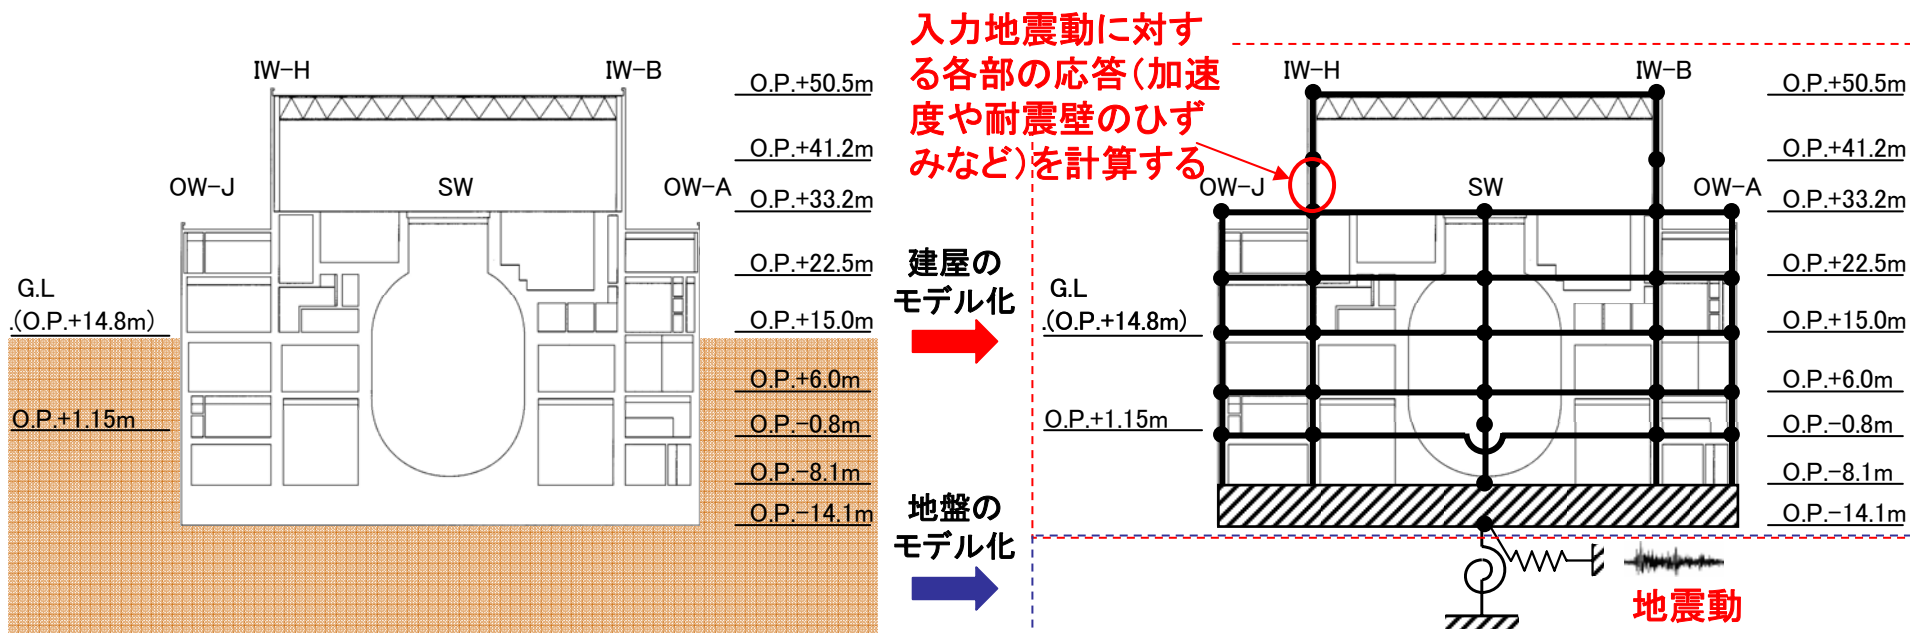 IW-H
IW-B
O.P.+50.5m
O.P.+41.2m
OW-J
SW
OW-A
O.P.+33.2m
O.P.+22.5m
G.L
.(O.P.+14.8m)
O.P.+15.0m
O.P.+6.0m
O.P.+1.15m
O.P.-0.8m
O.P.-8.1m
O.P.-14.1m
建屋の
モデル化
地盤の
モデル化
入力地震動に対す
る各部の応答(加速
度や耐震壁のひず
みなど)を計算する
IW-H
IW-B
O.P.+50.5m
O.P.+41.2m
OW-J
SW
OW-A
O.P.+33.2m
O.P.+22.5m
G.L
.(O.P.+14.8m)
O.P.+15.0m
O.P.+6.0m
O.P.+1.15m
O.P.-0.8m
O.P.-8.1m
O.P.-14.1m
地震動